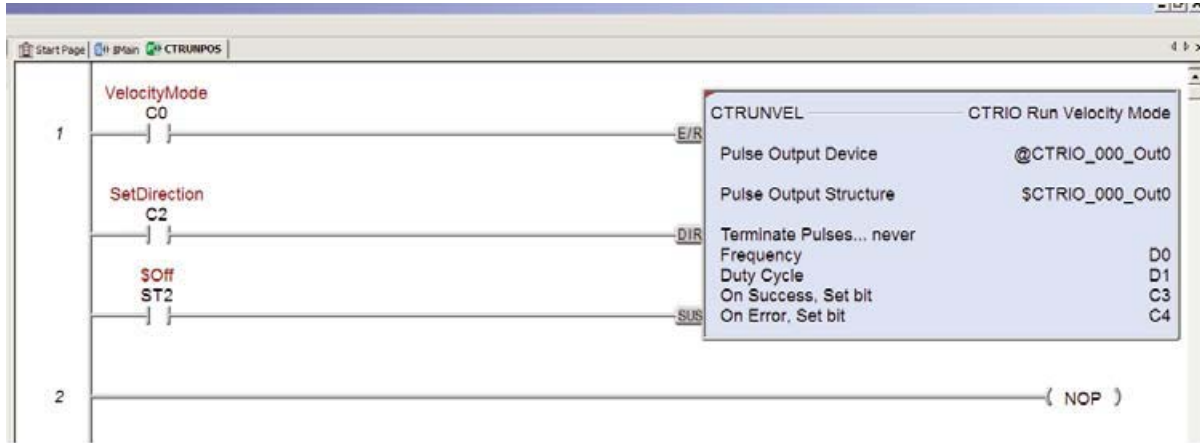 Start Page $Main CTRUNPOS
VelocityMode
C0
1
E/R
CTRUNVEL CTRIO Run Velocity Mode
Pulse Output Device @CTRIO_000_Out0
Pulse Output Structure $CTRIO_000_Out0
SetDirection
C2
DIR
Terminate Pulses... never
Frequency D0
Duty Cycle D1
On Success, Set bit C3
On Error, Set bit C4
$Off
ST2
SUS
2
NOP